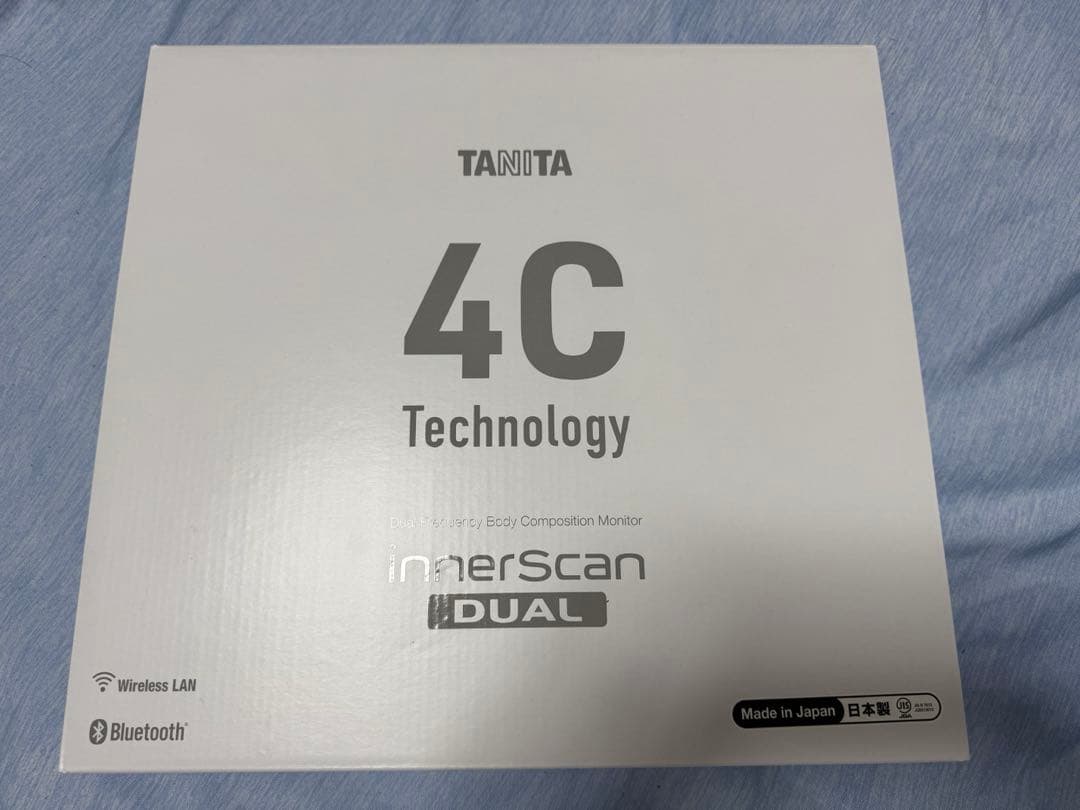 TANITA
4C
Technology
Dual Frequency Body Composition Monitor
innerScan
DUAL
Wireless LAN
Bluetooth®
Made in Japan 日本製 JIS